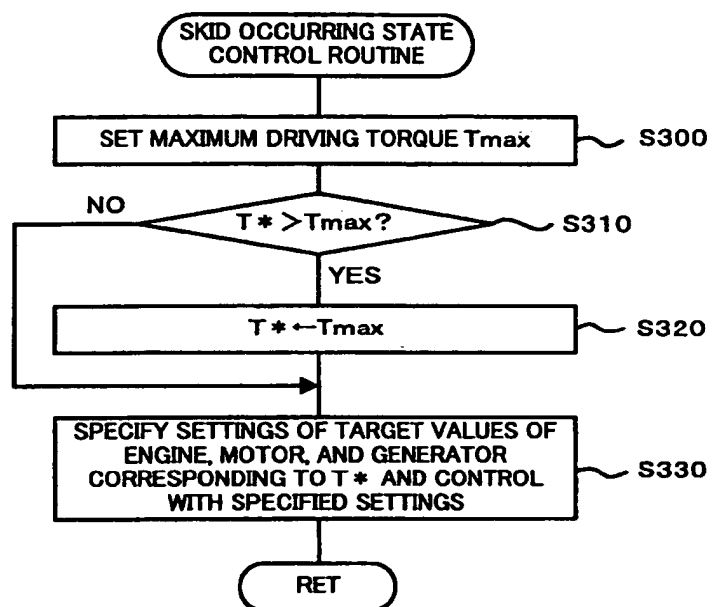 SKID OCCURRING STATE
CONTROL ROUTINE
SET MAXIMUM DRIVING TORQUE Tmax
S300
NO
T*>Tmax?
S310
YES
T*←Tmax
S320
SPECIFY SETTINGS OF TARGET VALUES OF
ENGINE, MOTOR, AND GENERATOR
CORRESPONDING TO T* AND CONTROL
WITH SPECIFIED SETTINGS
S330
RET